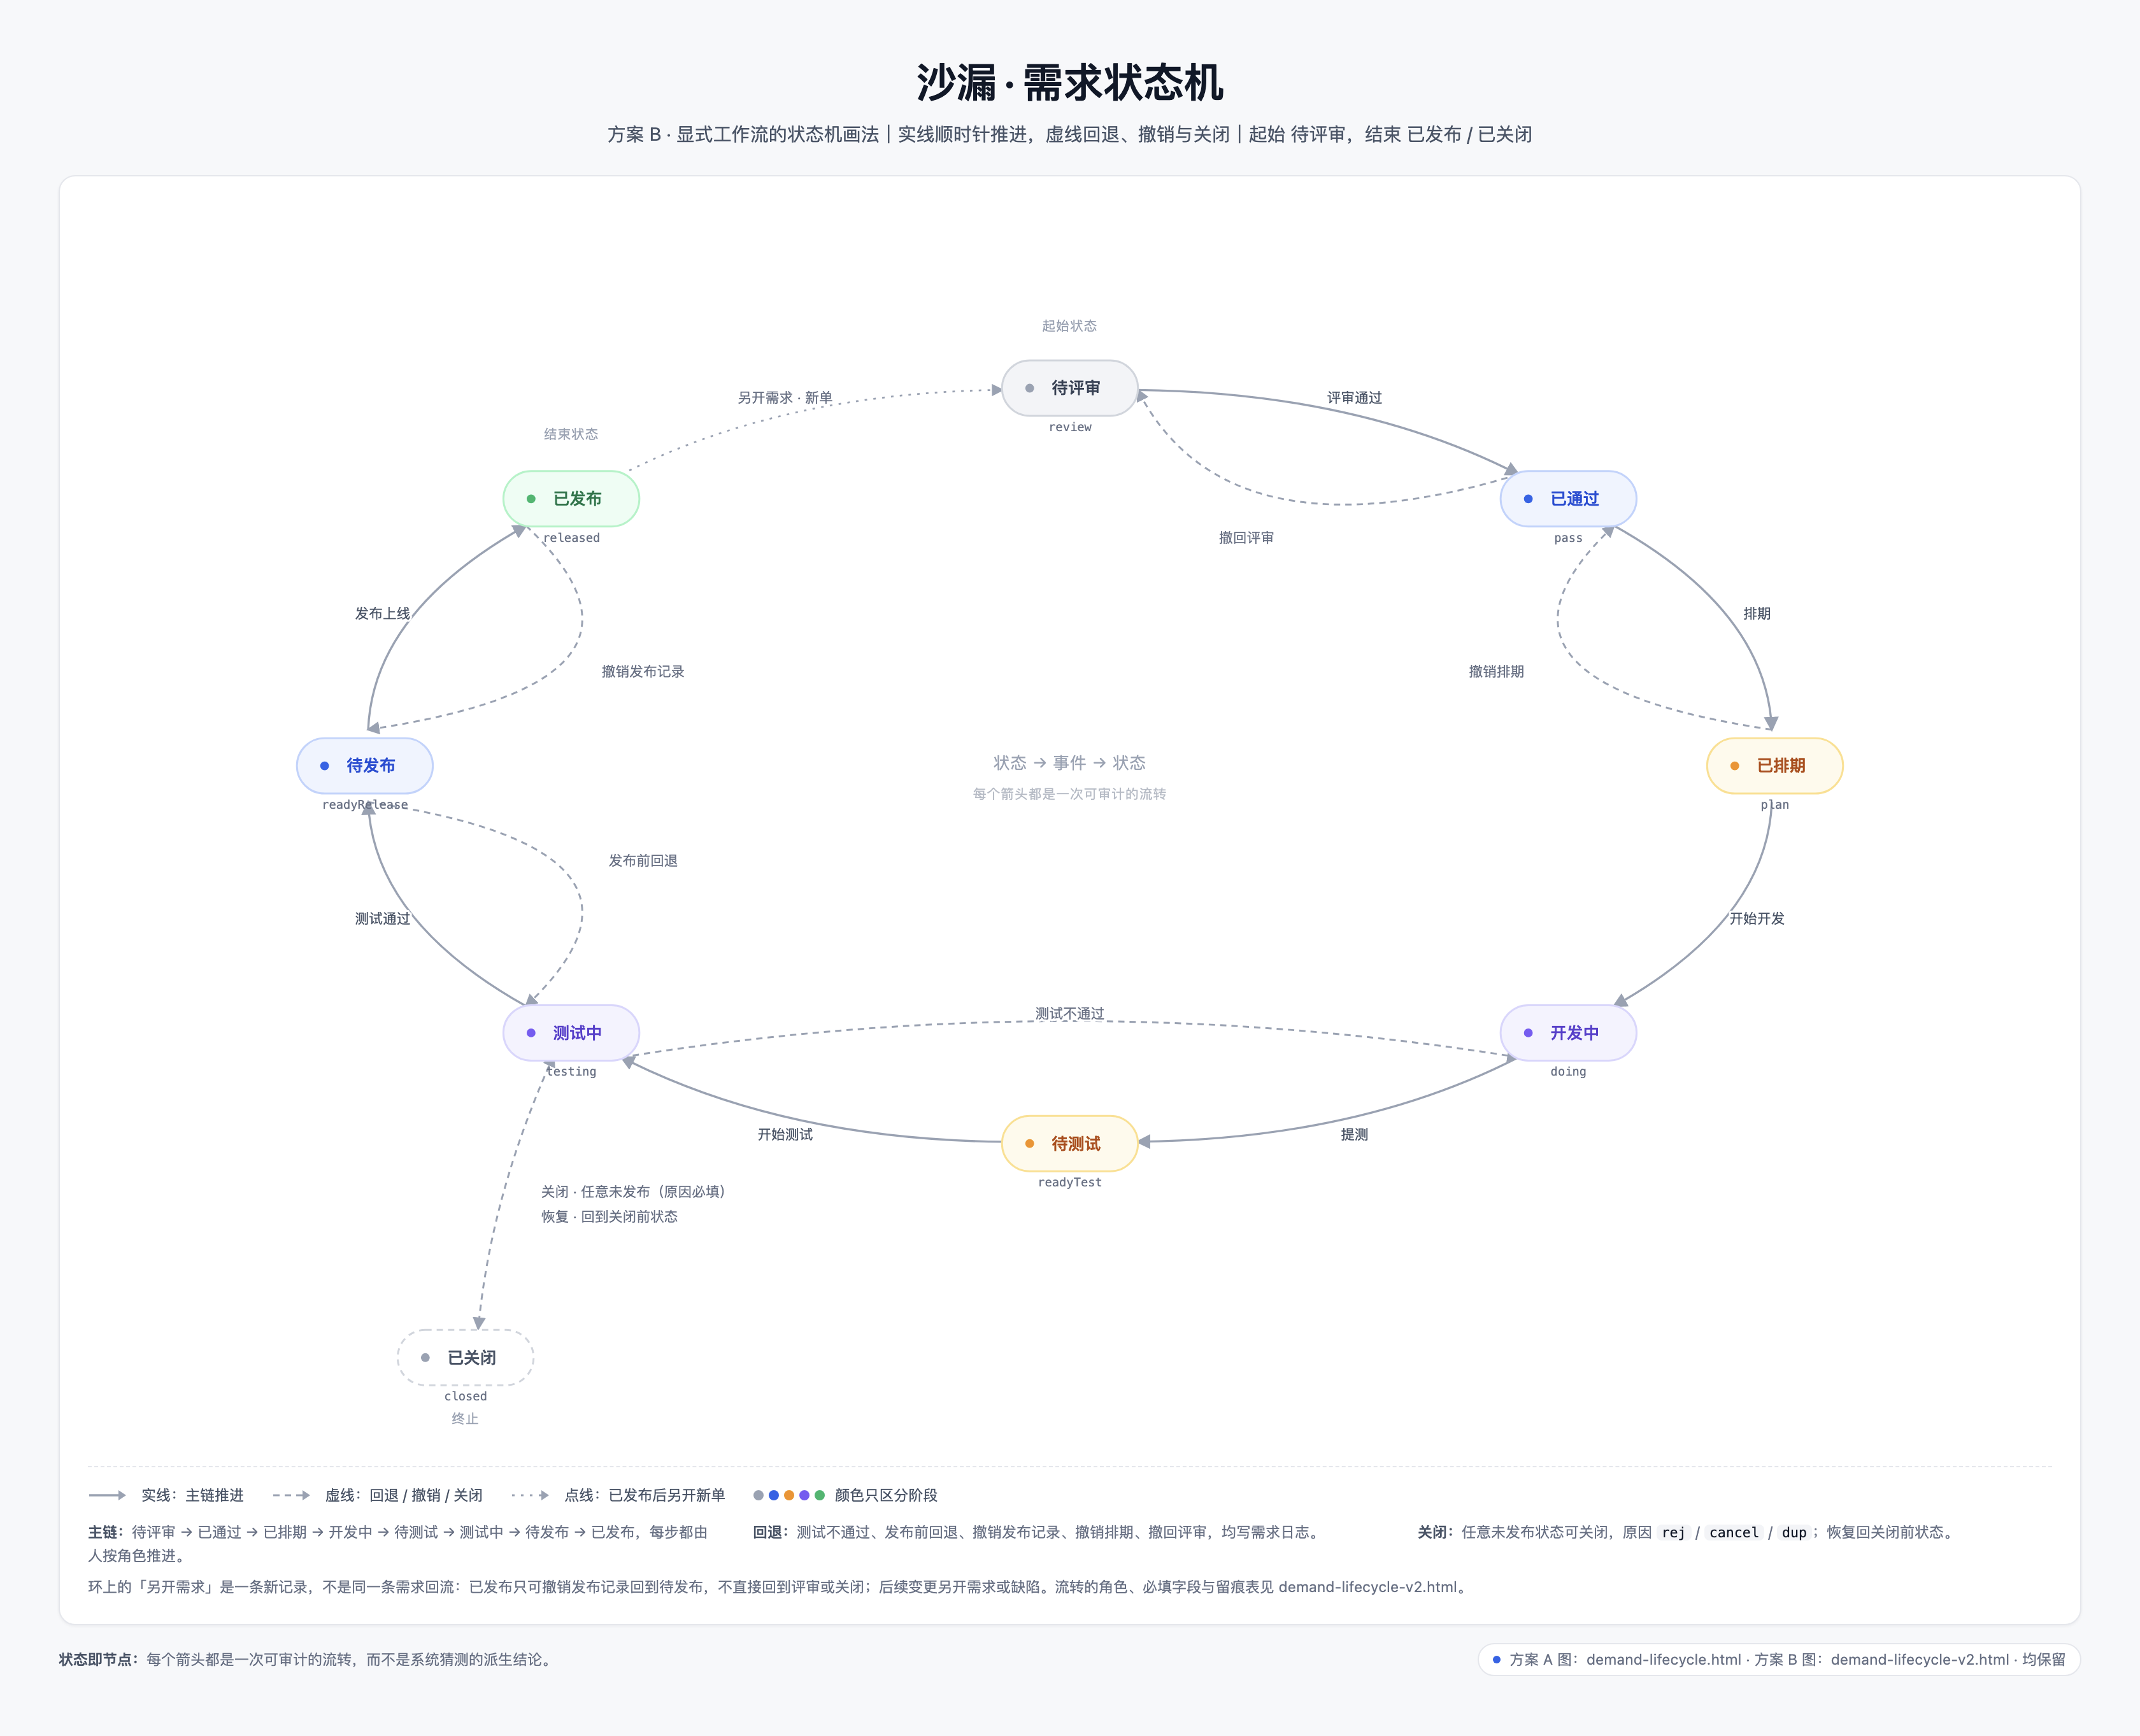 沙漏 · 需求状态机
方案 B · 显式工作流的状态机画法 | 实线顺时针推进，虚线回退、撤销与关闭 | 起始 待评审，结束 已发布 / 已关闭
起始状态
待评审
review
另开需求 · 新单
评审通过
结束状态
已发布
released
已通过
pass
撤回评审
发布上线
排期
撤销发布记录
撤销排期
待发布
readyRelease
状态 → 事件 → 状态
每个箭头都是一次可审计的流转
已排期
plan
发布前回退
测试通过
开始开发
测试不通过
测试中
testing
开发中
doing
开始测试
待测试
readyTest
提测
关闭 · 任意未发布（原因必填）
恢复 · 回到关闭前状态
已关闭
closed
终止
实线：主链推进
虚线：回退 / 撤销 / 关闭
点线：已发布后另开新单
颜色只区分阶段
主链：待评审 → 已通过 → 已排期 → 开发中 → 待测试 → 测试中 → 待发布 → 已发布，每步都由
人按角色推进。
回退：测试不通过、发布前回退、撤销发布记录、撤销排期、撤回评审，均写需求日志。
关闭：任意未发布状态可关闭，原因 rej / cancel / dup；恢复回关闭前状态。
环上的「另开需求」是一条新记录，不是同一条需求回流：已发布只可撤销发布记录回到待发布，不直接回到评审或关闭；后续变更另开需求或缺陷。流转的角色、必填字段与留痕表见 demand-lifecycle-v2.html。
状态即节点：每个箭头都是一次可审计的流转，而不是系统猜测的派生结论。
方案 A 图：demand-lifecycle.html · 方案 B 图：demand-lifecycle-v2.html · 均保留